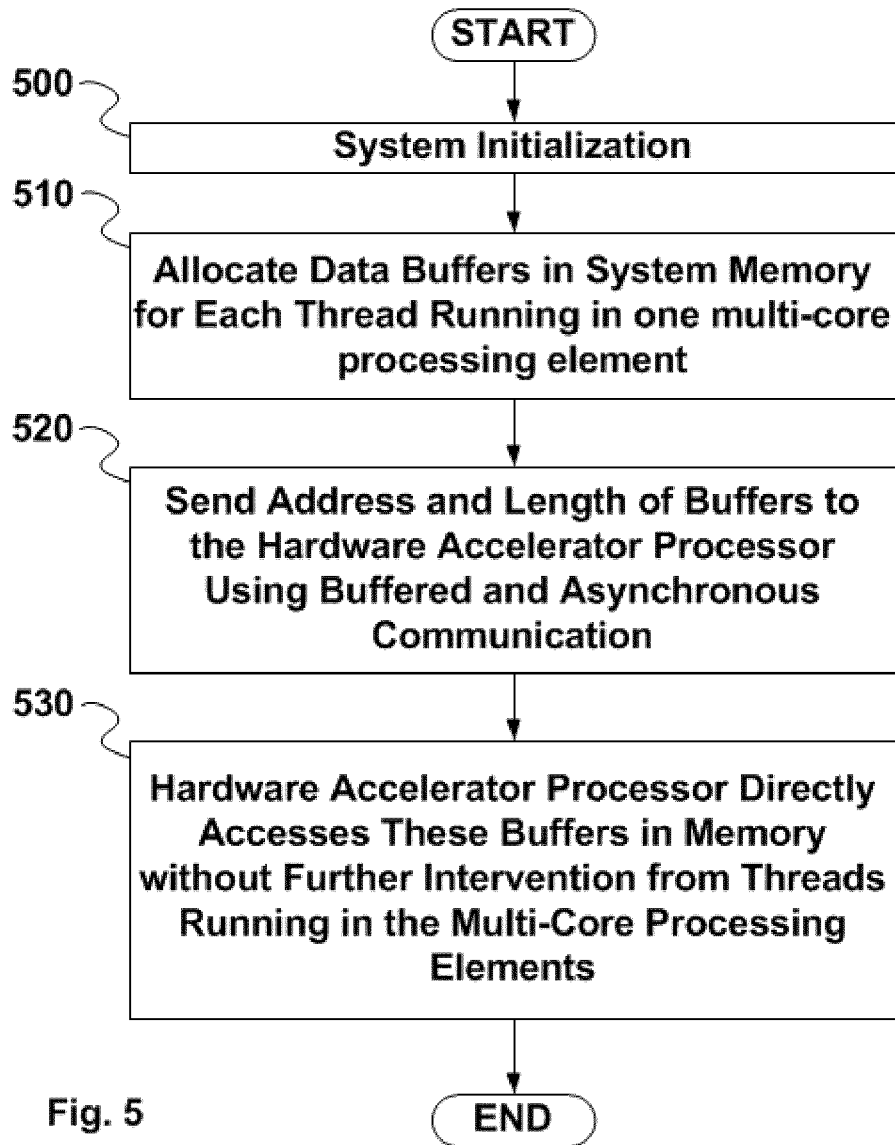 START
500
System Initialization
510
Allocate Data Buffers in System Memory
for Each Thread Running in one multi-core
processing element
520
Send Address and Length of Buffers to
the Hardware Accelerator Processor
Using Buffered and Asynchronous
Communication
530
Hardware Accelerator Processor Directly
Accesses These Buffers in Memory
without Further Intervention from Threads
Running in the Multi-Core Processing
Elements
Fig. 5
END